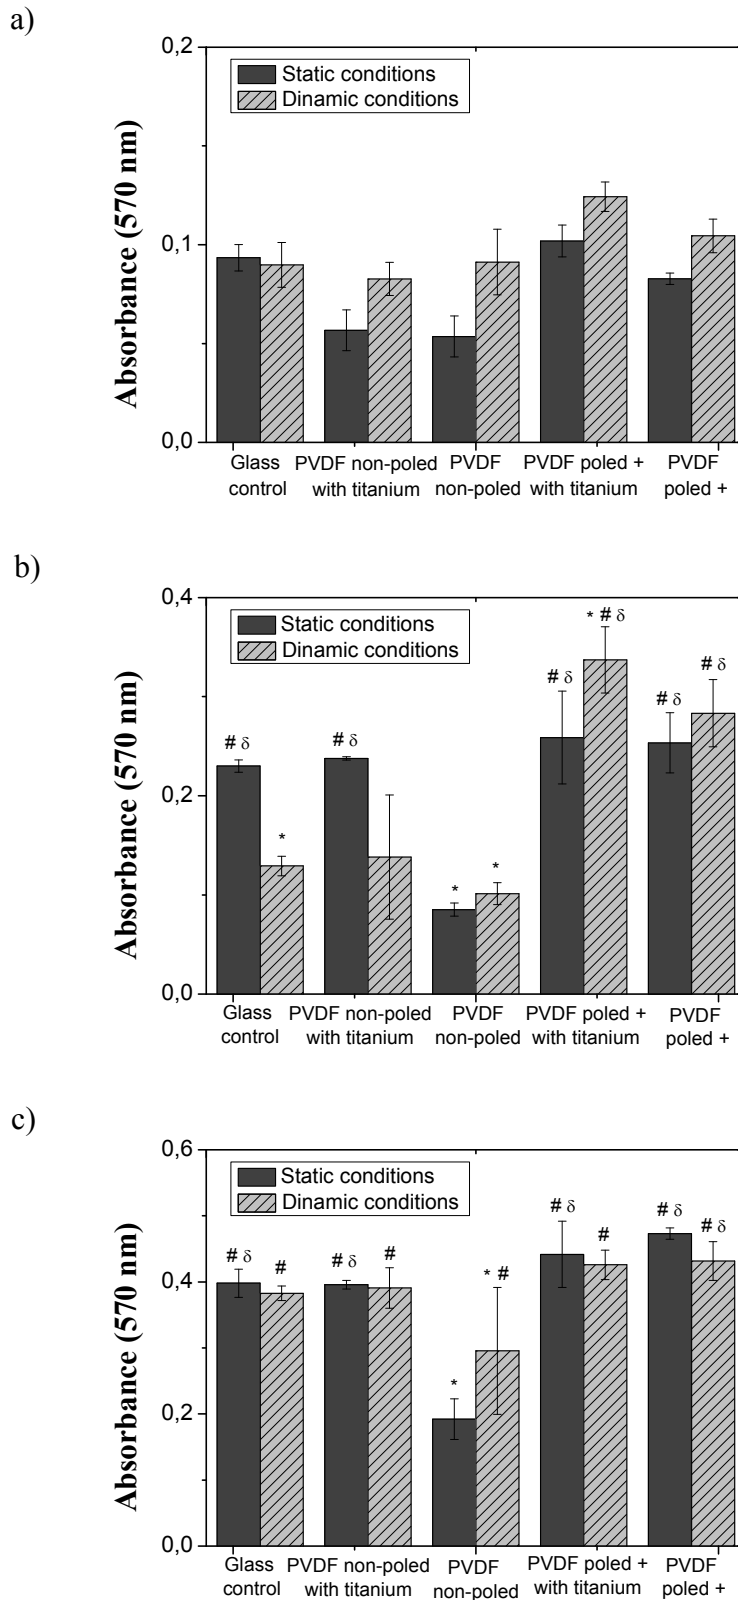 a)
0,2
Static conditions
Dinamic conditions
0,1
0,0
Absorbance (570 nm)
Glass control
PVDF non-poled with titanium
PVDF non-poled
PVDF poled + with titanium
PVDF poled +
b)
0,4
Static conditions
Dinamic conditions
* # δ
# δ
# δ
# δ
# δ
# δ
*
*
*
0,2
0,0
Absorbance (570 nm)
Glass control
PVDF non-poled with titanium
PVDF non-poled
PVDF poled + with titanium
PVDF poled +
c)
0,6
Static conditions
Dinamic conditions
# δ
#
# δ
#
*
* #
# δ
#
# δ
# δ
0,4
0,2
0,0
Absorbance (570 nm)
Glass control
PVDF non-poled with titanium
PVDF non-poled
PVDF poled + with titanium
PVDF poled +